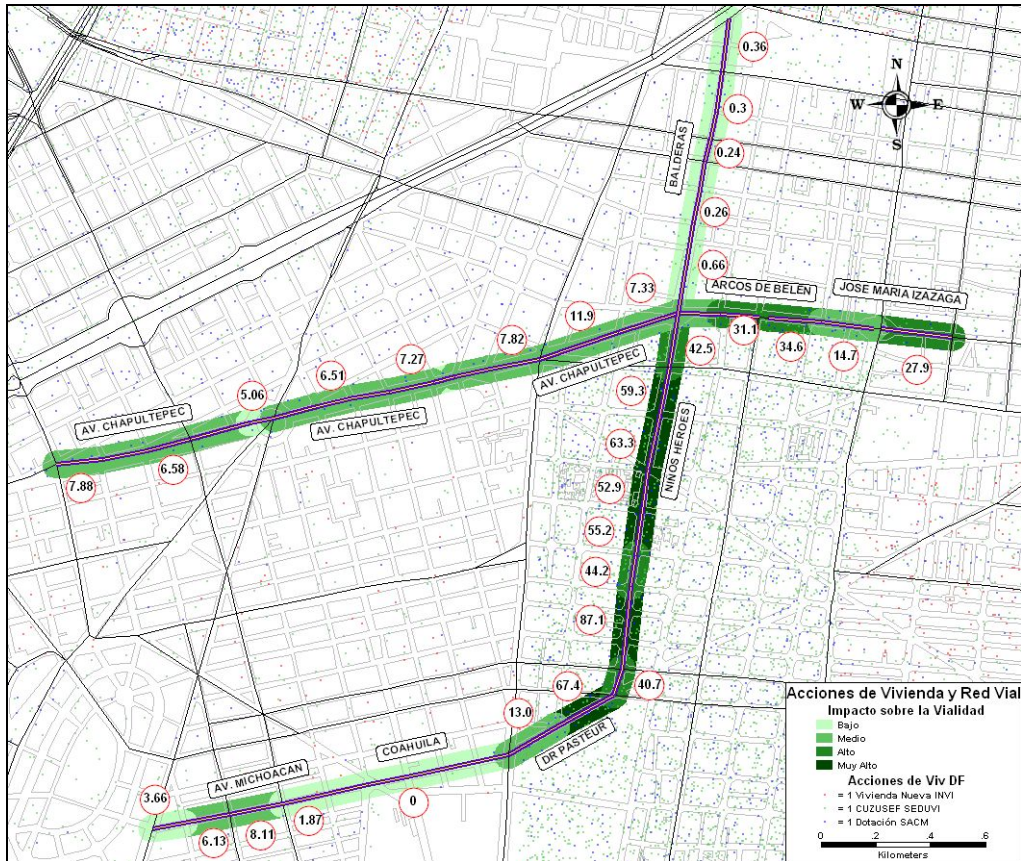 0.36
N
W E
S
0.3
BALDERAS
0.24
0.26
0.66
7.33
ARCOS DE BELEN
JOSE MARIA IZAZAGA
11.9
7.82
31.1
34.6
14.7
27.9
42.5
7.27
AV. CHAPULTEPEC
6.51
59.3
5.06
AV. CHAPULTEPEC
AV. CHAPULTEPEC
NIÑOS HEROES
63.3
6.58
7.88
52.9
55.2
44.2
87.1
67.4
40.7
13.0
DR PASTEUR
COAHUILA
AV. MICHOACAN
3.66
0
1.87
8.11
6.13
Acciones de Vivienda y Red Vial
Impacto sobre la Vialidad
Bajo
Medio
Alto
Muy Alto
Acciones de Viv DF
= 1 Vivienda Nueva INVI
= 1 CUZUSEF SEDUVI
= 1 Dotación SACM
0 .2 .4 .6
Kilometers